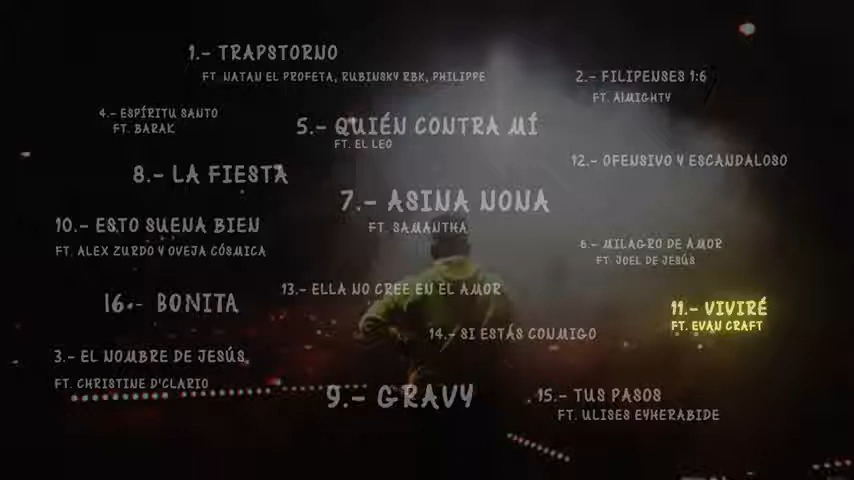 1.- TRAPSTORNO
FT. NATAN EL PROFETA, RUBINSKY RBK, PHILIPPE
2.- FILIPENSES 1:6
FT. AlMIGHTY
4.- ESPÍRITU SANTO
FT. BARAK
5.- QUIÉN CONTRA MÍ
FT. EL LEO
12.- OFENSIVO Y ESCANDALOSO
8.- LA FIESTA
7.- ASINA NONA
FT. SAMANTHA
10.- ESTO SUENA BIEN
FT. ALEX ZURDO Y OVEJA CÓSMICA
6.- MILAGRO DE AMOR
FT. JOEL DE JESÚS
13.- ELLA NO CREE EN EL AMOR
16.- BONITA
11.- VIVIRÉ
FT. EVAN CRAFT
14.- SI ESTÁS CONMIGO
3.- EL NOMBRE DE JESÚS
FT. CHRISTINE D'CLARIO
9.- GRAVY
15.- TUS PASOS
FT. ULISES EYHERABIDE